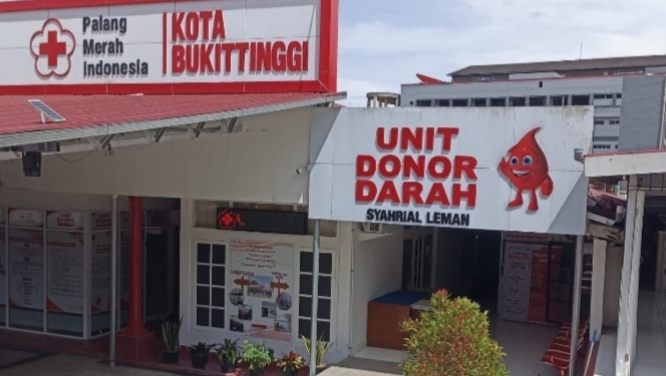 Palang
Merah
Indonesia
KOTA
BUKITTINGGI
UNIT
DONOR
DARAH
SYAHRIAL LEMAN